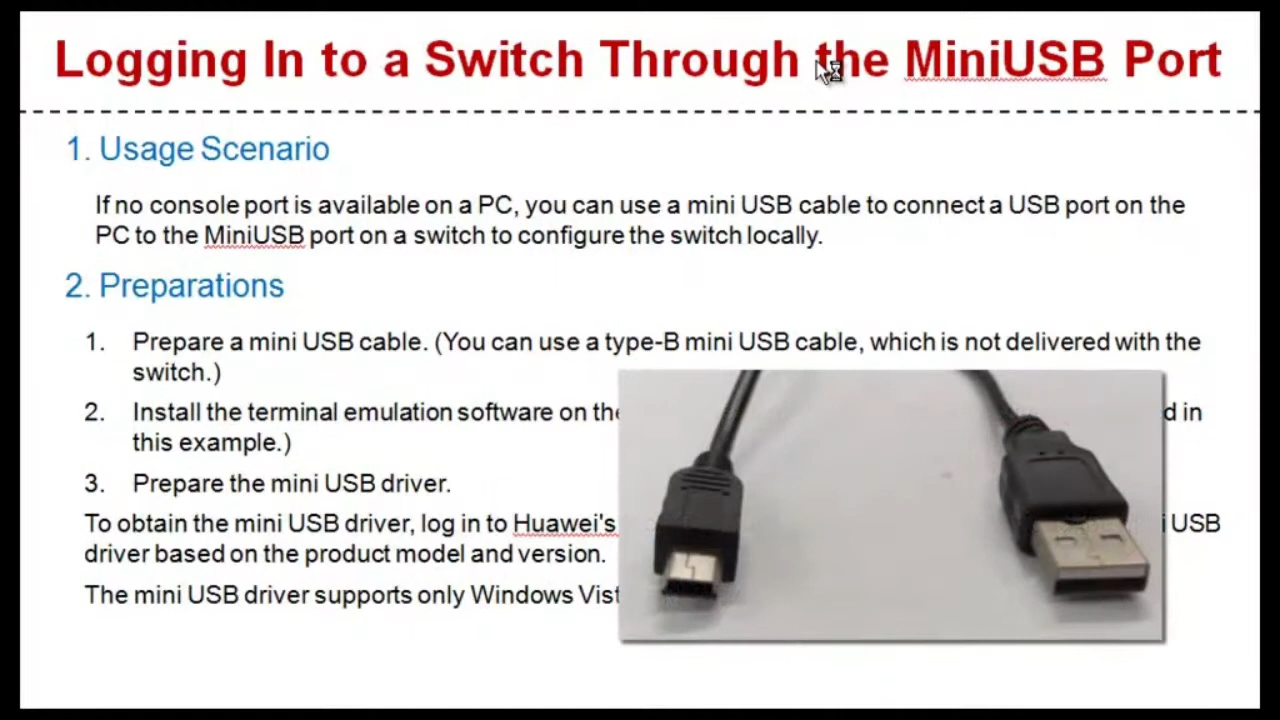 Logging In to a Switch Through the MiniUSB Port
1. Usage Scenario
If no console port is available on a PC, you can use a mini USB cable to connect a USB port on the
PC to the MiniUSB port on a switch to configure the switch locally.
2. Preparations
1. Prepare a mini USB cable. (You can use a type-B mini USB cable, which is not delivered with the
switch.)
2. Install the terminal emulation software on the d in
this example.)
3. Prepare the mini USB driver.
To obtain the mini USB driver, log in to Huawei's i USB
driver based on the product model and version.
The mini USB driver supports only Windows Vist